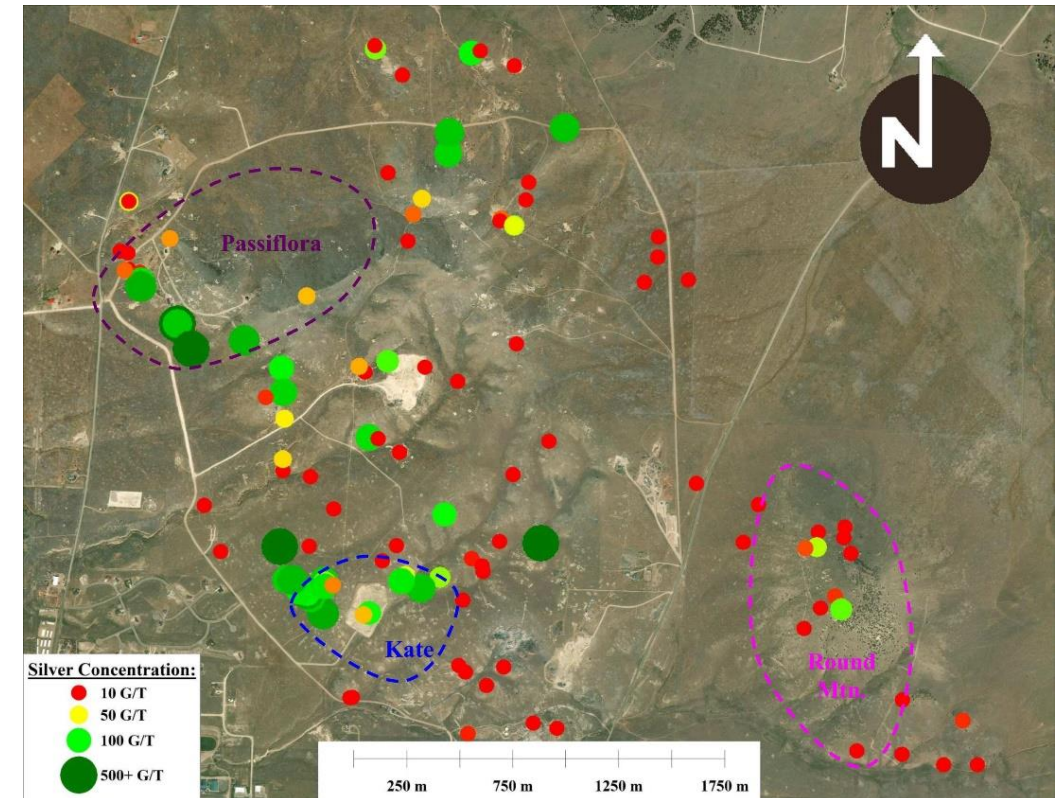 N
Passiflora
Kate
Round
Mtn.
Silver Concentration:
10 G/T
50 G/T
100 G/T
500+ G/T
250 m 750 m 1250 m 1750 m